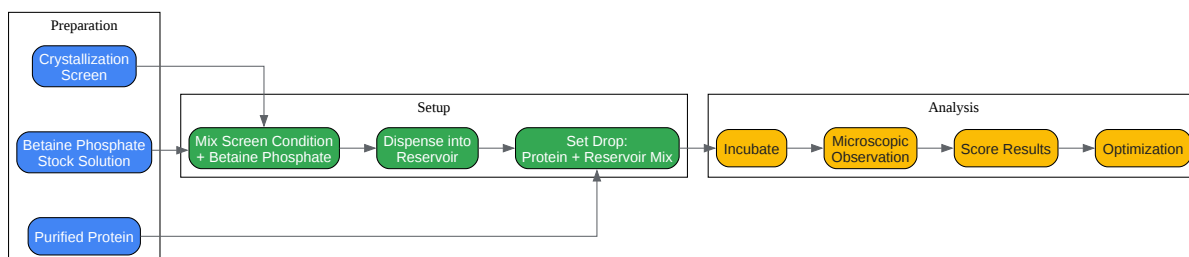 Preparation
Crystallization
Screen
Betaine Phosphate
Stock Solution
Purified Protein
Setup
Mix Screen Condition
+ Betaine Phosphate
Dispense into
Reservoir
Set Drop:
Protein + Reservoir Mix
Analysis
Incubate
Microscopic
Observation
Score Results
Optimization